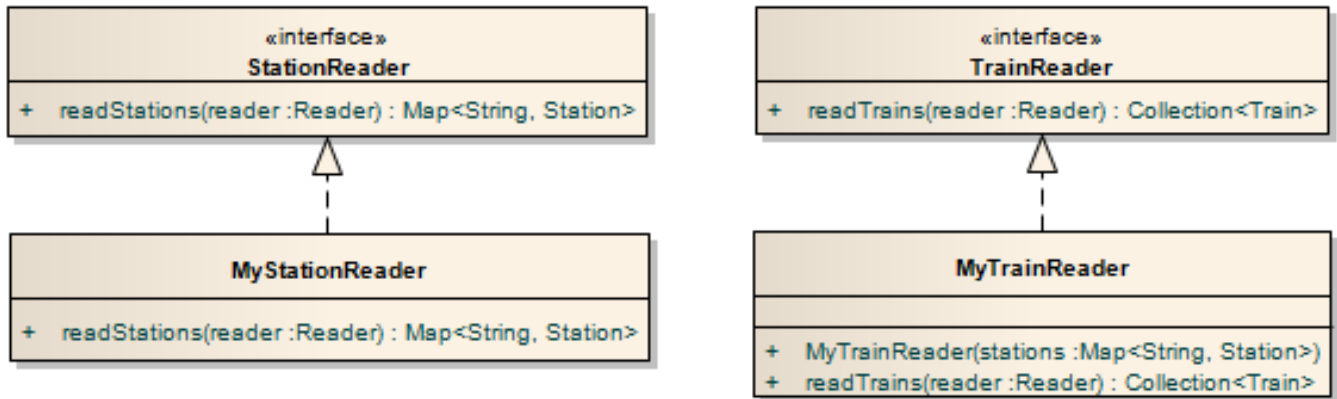 «interface»
StationReader
+ readStations(reader :Reader) : Map<String, Station>
«interface»
TrainReader
+ readTrains(reader :Reader) : Collection<Train>
MyStationReader
+ readStations(reader :Reader) : Map<String, Station>
MyTrainReader
+ MyTrainReader(stations :Map<String, Station>)
+ readTrains(reader :Reader) : Collection<Train>